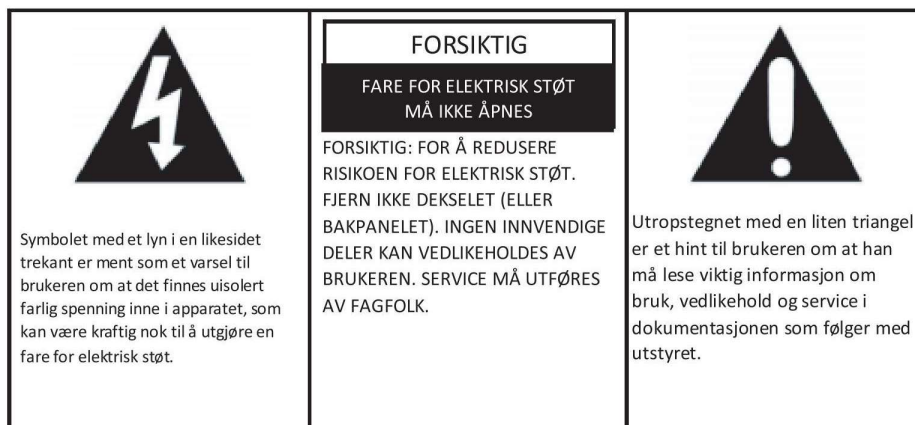 Symbolet med et lyn i en likesidet
trekant er ment som et varsel til
brukeren om at det finnes uisolert
farlig spenning inne i apparatet, som
kan være kraftig nok til å utgjøre en
fare for elektrisk støt.
FORSIKTIG
FARE FOR ELEKTRISK STØT
MÅ IKKE ÅPNES
FORSIKTIG: FOR Å REDUSERE
RISIKOEN FOR ELEKTRISK STØT.
FJERN IKKE DEKSELET (ELLER
BAKPANELET). INGEN INNVENDIGE
DELER KAN VEDLIKEHOLDES AV
BRUKEREN. SERVICE MÅ UTFØRES
AV FAGFOLK.
Utropstegnet med en liten triangel
er et hint til brukeren om at han
må lese viktig informasjon om
bruk, vedlikehold og service i
dokumentasjonen som følger med
utstyret.